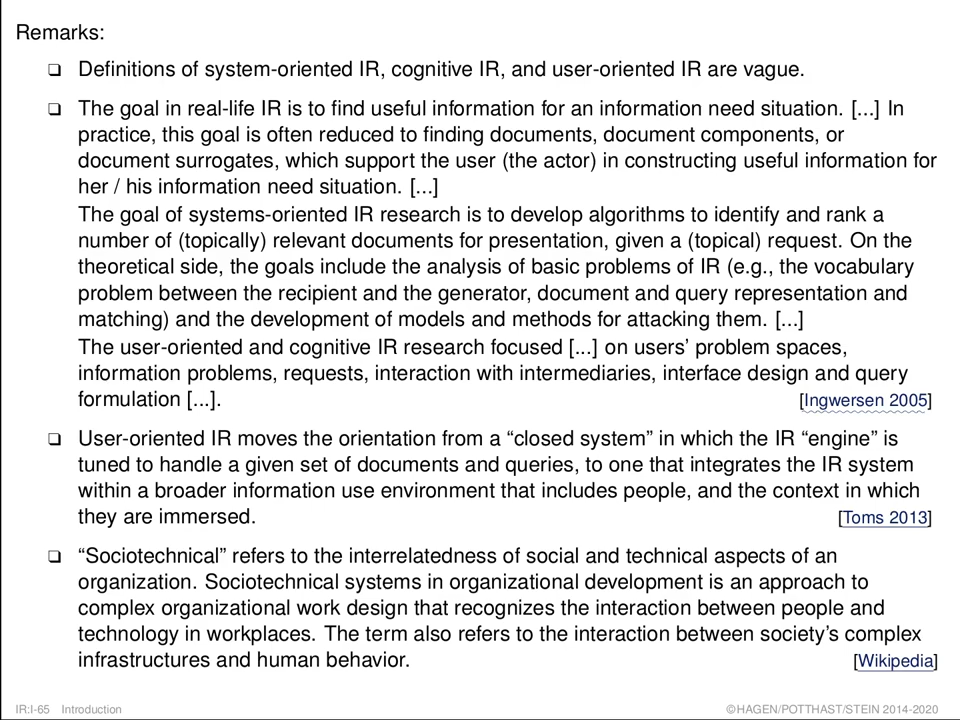 Remarks:
❑ Definitions of system-oriented IR, cognitive IR, and user-oriented IR are vague.
❑ The goal in real-life IR is to find useful information for an information need situation. [...] In
practice, this goal is often reduced to finding documents, document components, or
document surrogates, which support the user (the actor) in constructing useful information for
her / his information need situation. [...]
The goal of systems-oriented IR research is to develop algorithms to identify and rank a
number of (topically) relevant documents for presentation, given a (topical) request. On the
theoretical side, the goals include the analysis of basic problems of IR (e.g., the vocabulary
problem between the recipient and the generator, document and query representation and
matching) and the development of models and methods for attacking them. [...]
The user-oriented and cognitive IR research focused [...] on users' problem spaces,
information problems, requests, interaction with intermediaries, interface design and query
formulation [...]. [Ingwersen 2005]
❑ User-oriented IR moves the orientation from a “closed system” in which the IR “engine” is
tuned to handle a given set of documents and queries, to one that integrates the IR system
within a broader information use environment that includes people, and the context in which
they are immersed. [Toms 2013]
❑ “Sociotechnical” refers to the interrelatedness of social and technical aspects of an
organization. Sociotechnical systems in organizational development is an approach to
complex organizational work design that recognizes the interaction between people and
technology in workplaces. The term also refers to the interaction between society's complex
infrastructures and human behavior. [Wikipedia]
IR:I-65 Introduction ©HAGEN/POTTHAST/STEIN 2014-2020